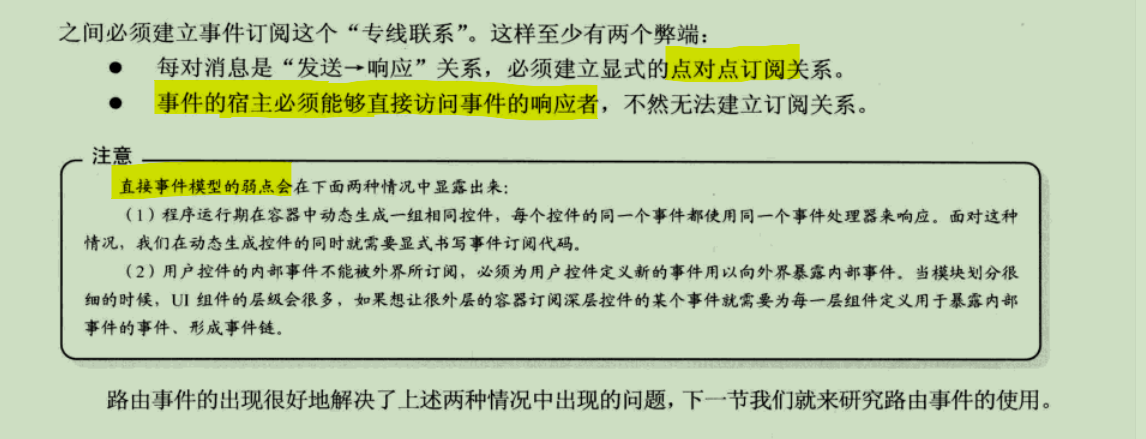 之间必须建立事件订阅这个“专线联系”。这样至少有两个弊端：
● 每对消息是“发送→响应”关系，必须建立显式的点对点订阅关系。
● 事件的宿主必须能够直接访问事件的响应者，不然无法建立订阅关系。
注意
直接事件模型的弱点会在下面两种情况中显露出来：
（1）程序运行期在容器中动态生成一组相同控件，每个控件的同一个事件都使用同一个事件处理器来响应。面对这种
情况，我们在动态生成控件的同时就需要显式书写事件订阅代码。
（2）用户控件的内部事件不能被外界所订阅，必须为用户控件定义新的事件用以向外界暴露内部事件。当模块划分很
细的时候，UI 组件的层级会很多，如果想让很外层的容器订阅深层控件的某个事件就需要为每一层组件定义用于暴露内部
事件的事件、形成事件链。
路由事件的出现很好地解决了上述两种情况中出现的问题，下一节我们就来研究路由事件的使用。